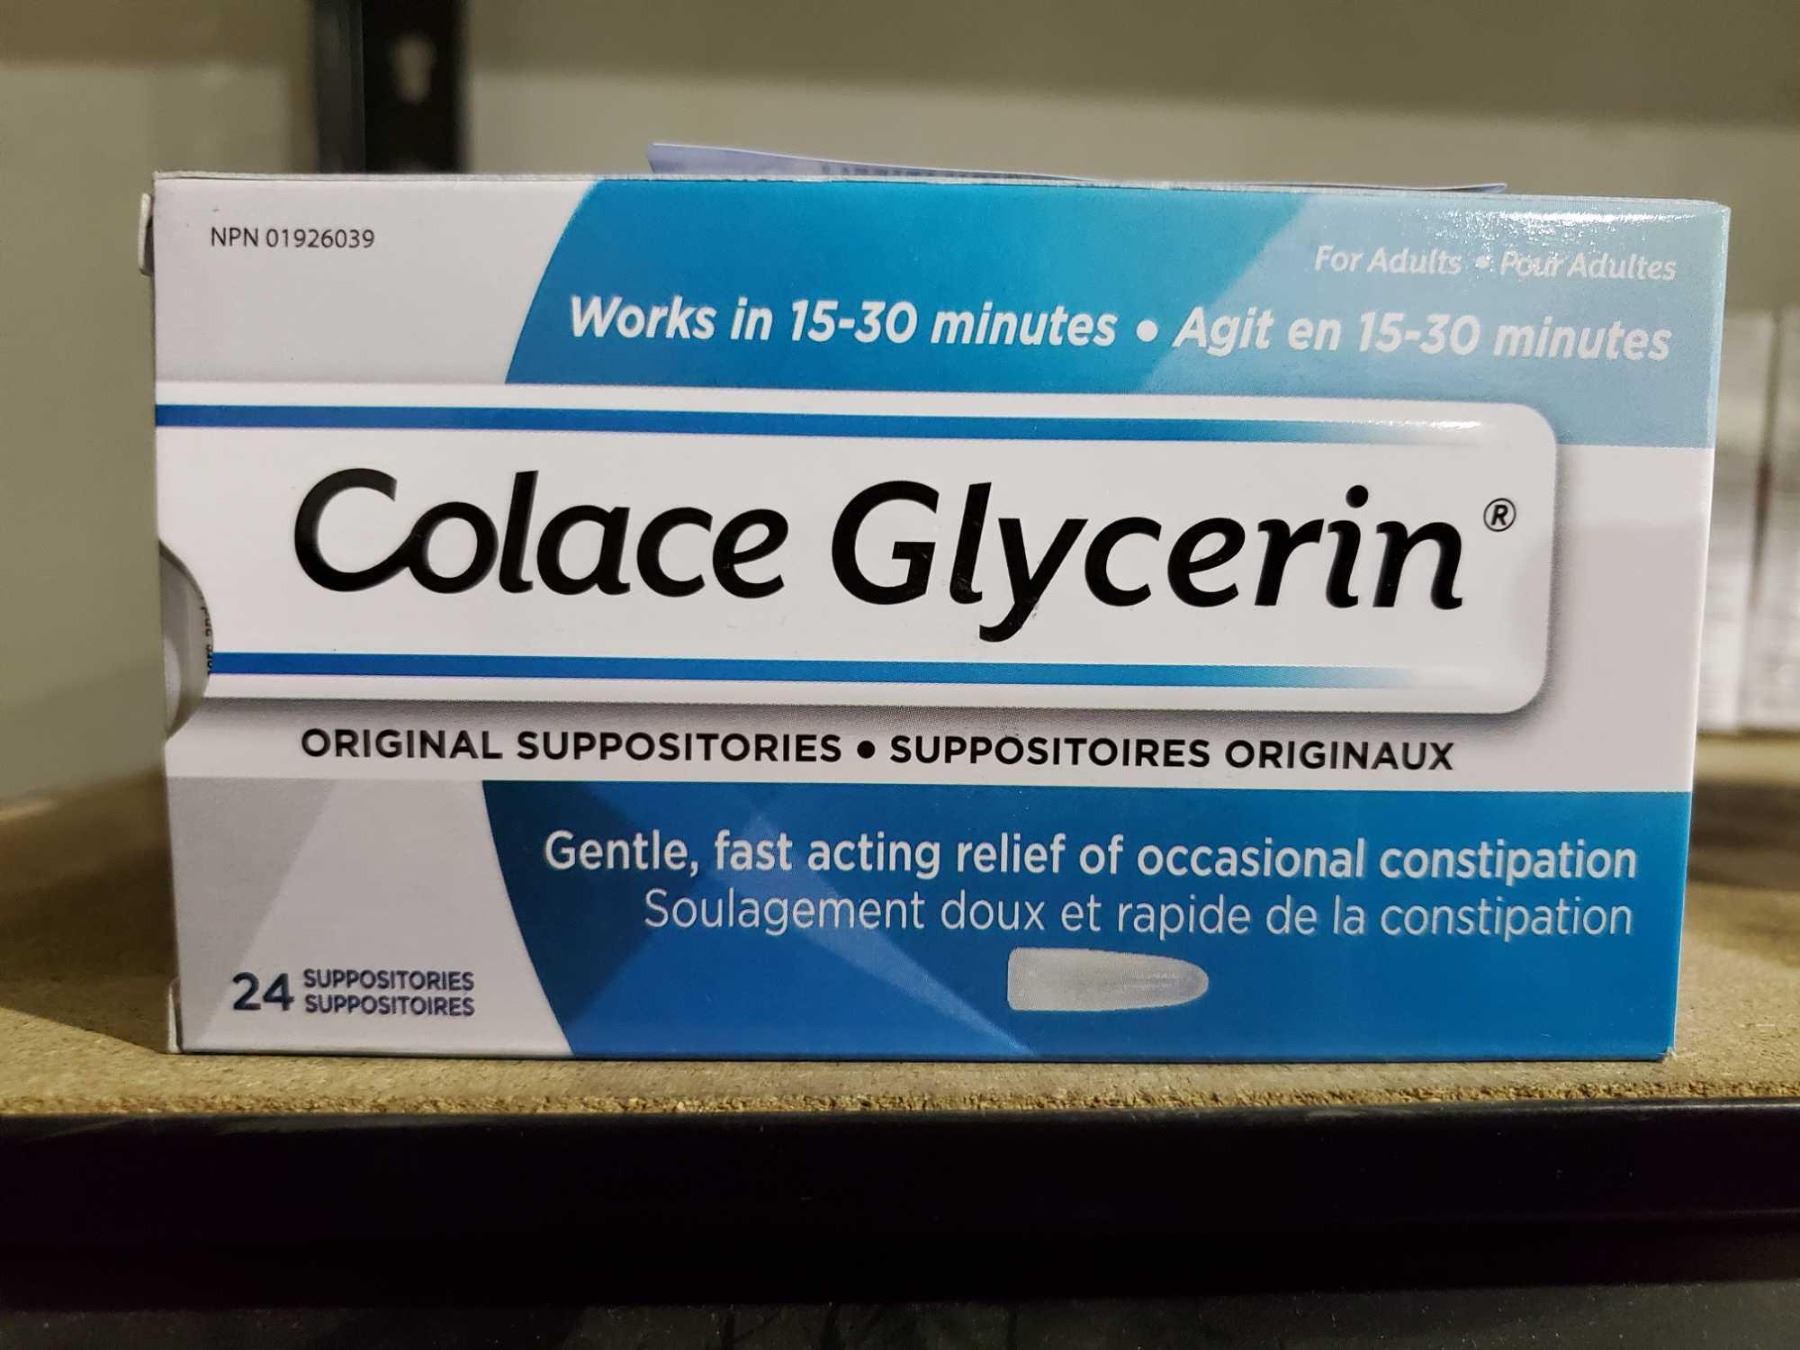 NPN 01926039
For Adults • Pour Adultes
Works in 15-30 minutes • Agit en 15-30 minutes
Colace Glycerin®
ORIGINAL SUPPOSITORIES • SUPPOSITOIRES ORIGINAUX
Gentle, fast acting relief of occasional constipation
Soulagement doux et rapide de la constipation
24 SUPPOSITORIES
SUPPOSITOIRES